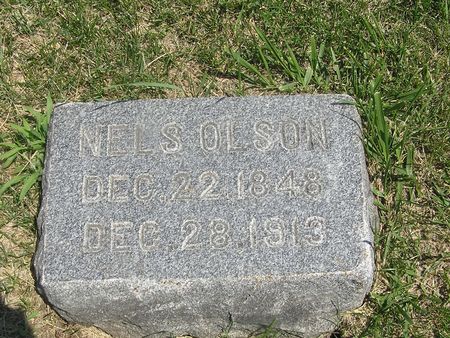 NELS OLSON
DEC. 22. 1848
DEC. 28. 1913